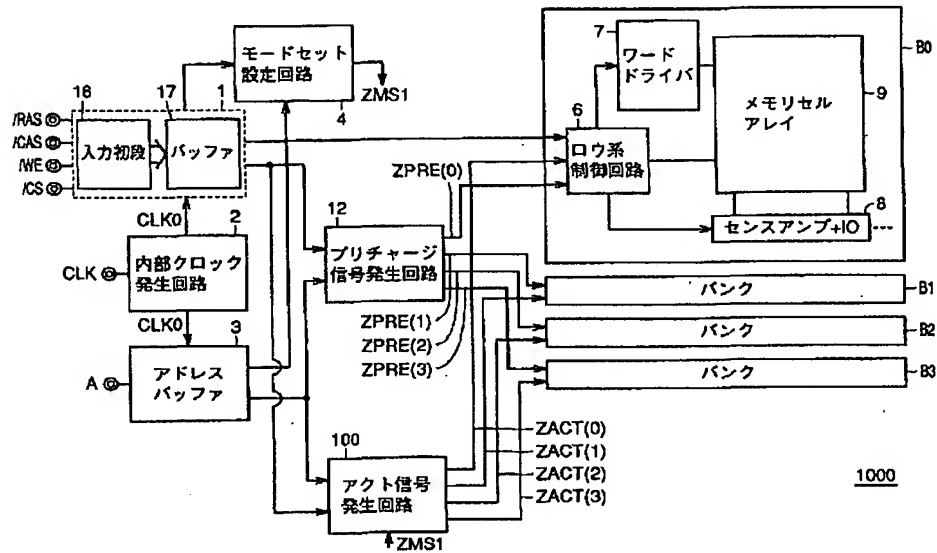 モードセット
設定回路
4
ZMS1
16
17
1
/RAS
/CAS
/WE
/CS
入力初段
バッファ
CLK0
2
CLK
内部クロック
発生回路
CLK0
3
A
アドレス
バッファ
12
プリチャージ
信号発生回路
ZPRE(0)
ZPRE(1)
ZPRE(2)
ZPRE(3)
100
アクト信号
発生回路
ZMS1
ZACT(0)
ZACT(1)
ZACT(2)
ZACT(3)
7
ワード
ドライバ
6
ロウ系
制御回路
メモリセル
アレイ
9
8
センスアンプ+IO
B0
バンク
B1
バンク
B2
バンク
B3
1000